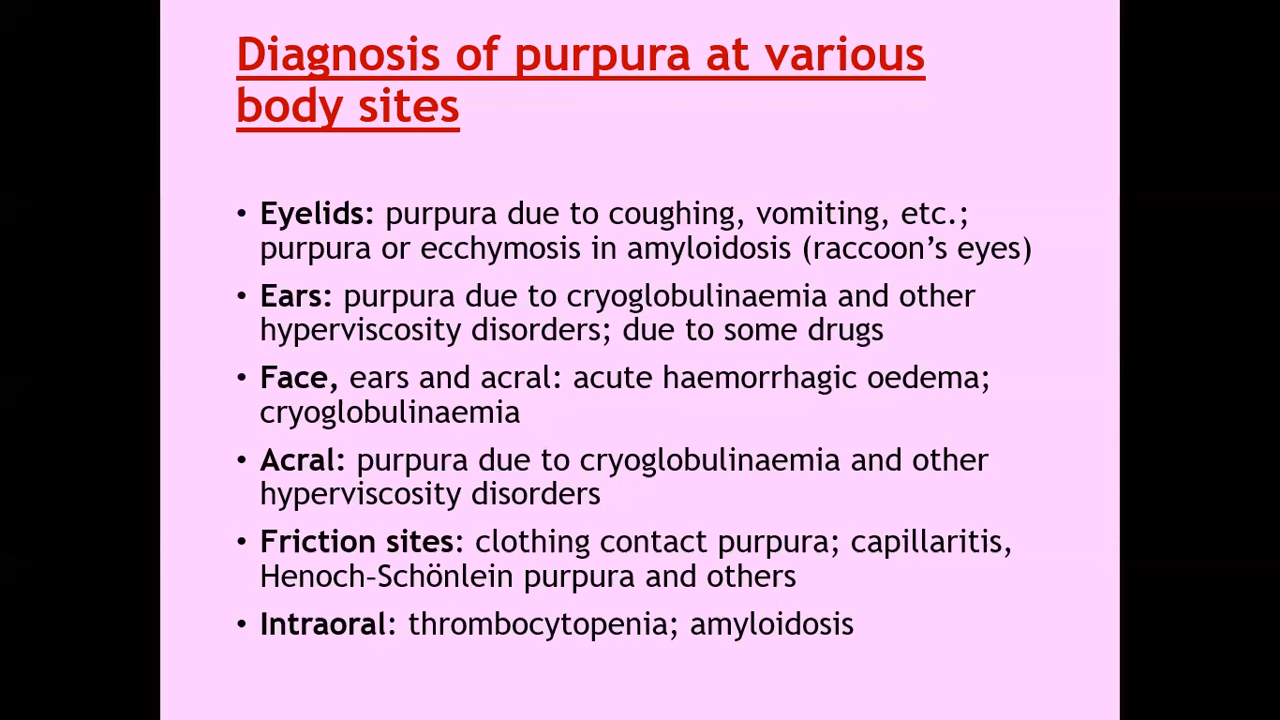 Diagnosis of purpura at various
body sites
• Eyelids: purpura due to coughing, vomiting, etc.;
purpura or ecchymosis in amyloidosis (raccoon’s eyes)
• Ears: purpura due to cryoglobulinaemia and other
hyperviscosity disorders; due to some drugs
• Face, ears and acral: acute haemorrhagic oedema;
cryoglobulinaemia
• Acral: purpura due to cryoglobulinaemia and other
hyperviscosity disorders
• Friction sites: clothing contact purpura; capillaritis,
Henoch–Schönlein purpura and others
• Intraoral: thrombocytopenia; amyloidosis